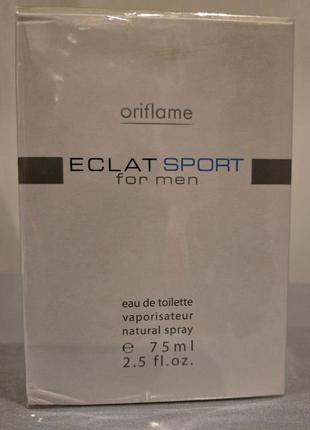 oriflame
ECLAT SPORT
for men
eau de toilette
vaporisateur
natural spray
e 75ml
2.5 fl.oz.